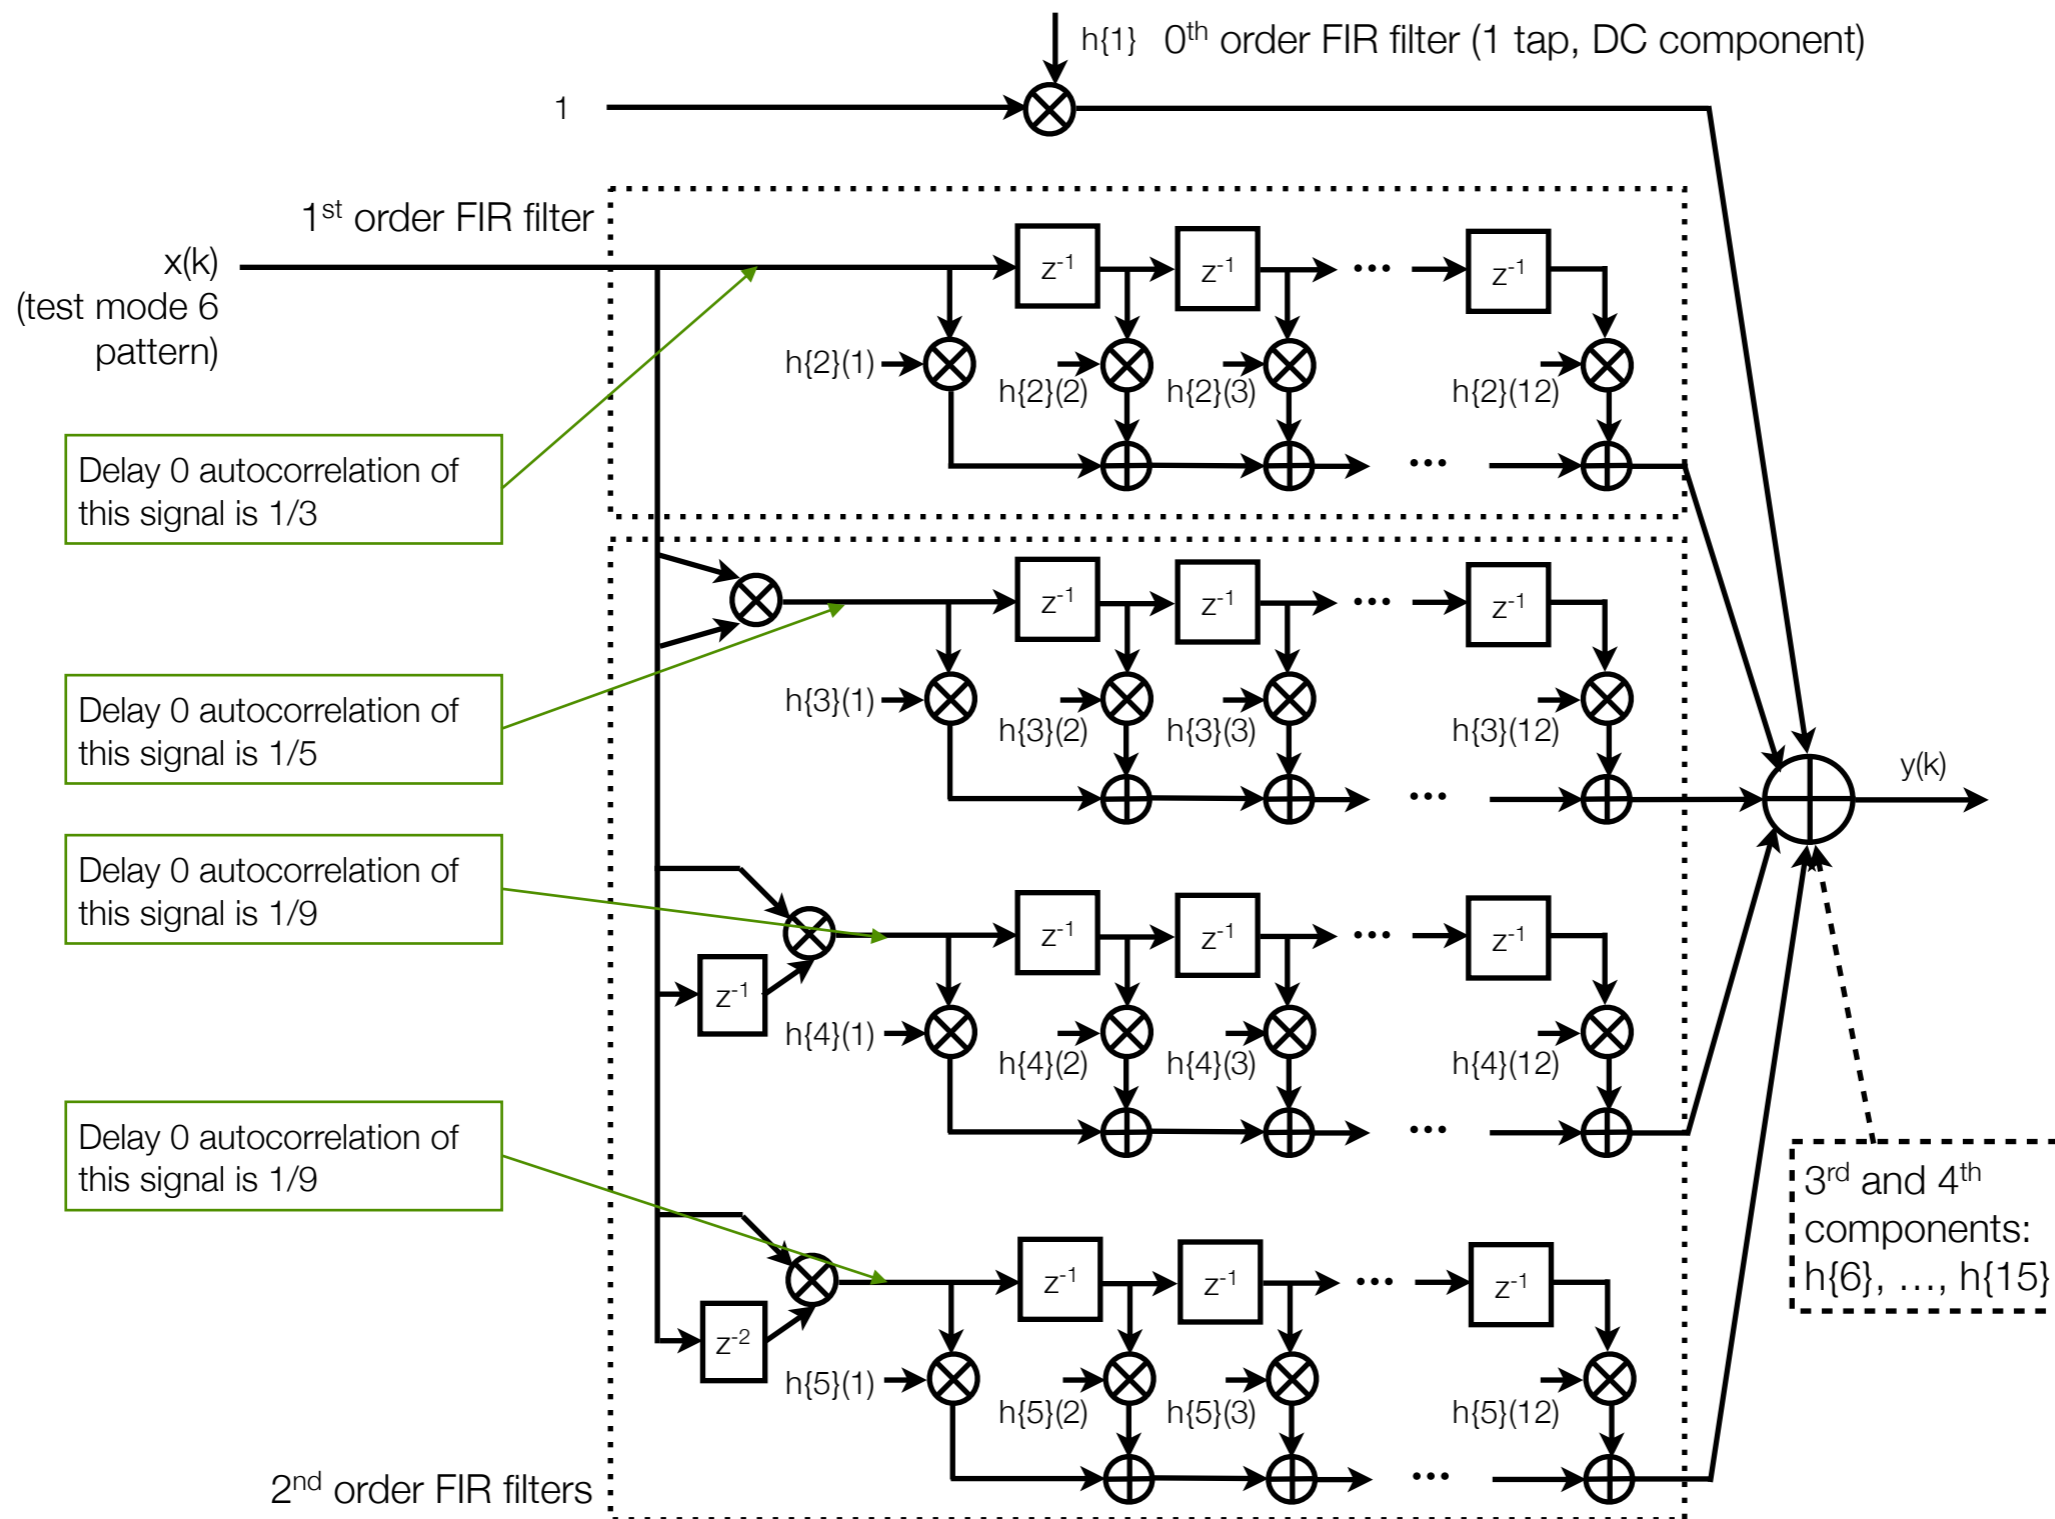 h{1} 0th order FIR filter (1 tap, DC component)
1
1st order FIR filter
x(k)
(test mode 6
pattern)
z-1 z-1 ... z-1
h{2}(1) h{2}(2) h{2}(3) h{2}(12)
...
Delay 0 autocorrelation of
this signal is 1/3
z-1 z-1 ... z-1
h{3}(1) h{3}(2) h{3}(3) h{3}(12)
...
Delay 0 autocorrelation of
this signal is 1/5
y(k)
Delay 0 autocorrelation of
this signal is 1/9
z-1 z-1 ... z-1
z-1
h{4}(1) h{4}(2) h{4}(3) h{4}(12)
...
Delay 0 autocorrelation of
this signal is 1/9
3rd and 4th
components:
h{6}, ..., h{15}
z-1 z-1 ... z-1
z-2
h{5}(1) h{5}(2) h{5}(3) h{5}(12)
...
2nd order FIR filters